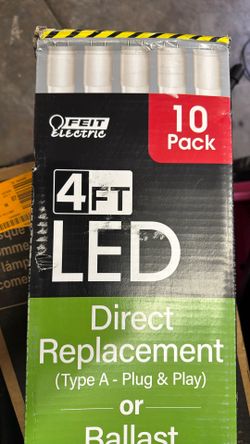 FEIT
electric
10
Pack
4FT
LED
Direct
Replacement
(Type A - Plug & Play)
or
Ballast